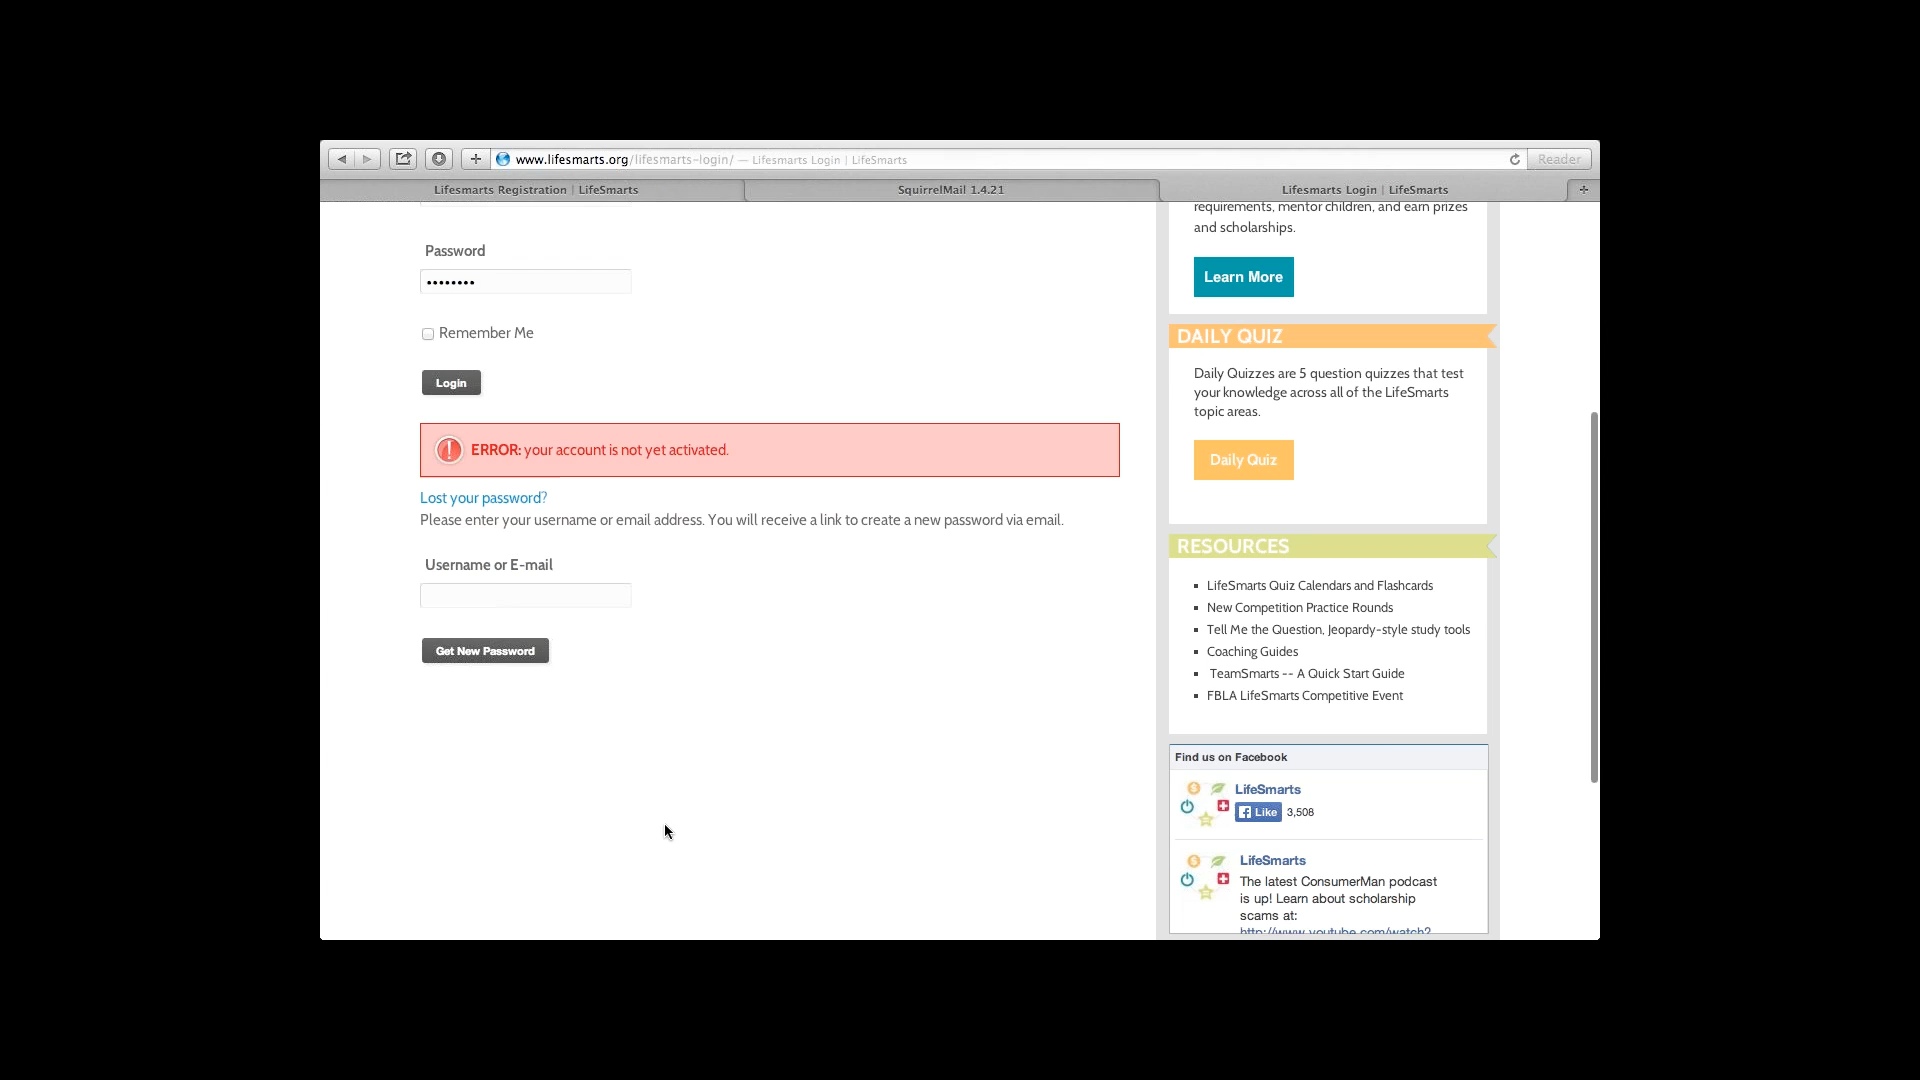 www.lifesmarts.org/lifesmarts-login/ — Lifesmarts Login | LifeSmarts
Reader
Lifesmarts Registration | LifeSmarts
SquirrelMail 1.4.21
Lifesmarts Login | LifeSmarts
Password
Remember Me
Login
ERROR: your account is not yet activated.
Lost your password?
Please enter your username or email address. You will receive a link to create a new password via email.
Username or E-mail
Get New Password
requirements, mentor children, and earn prizes
and scholarships.
Learn More
DAILY QUIZ
Daily Quizzes are 5 question quizzes that test
your knowledge across all of the LifeSmarts
topic areas.
Daily Quiz
RESOURCES
LifeSmarts Quiz Calendars and Flashcards
New Competition Practice Rounds
Tell Me the Question, Jeopardy-style study tools
Coaching Guides
TeamSmarts -- A Quick Start Guide
FBLA LifeSmarts Competitive Event
Find us on Facebook
LifeSmarts
Like 3,508
LifeSmarts
The latest ConsumerMan podcast
is up! Learn about scholarship
scams at:
http://www.youtube.com/watch?